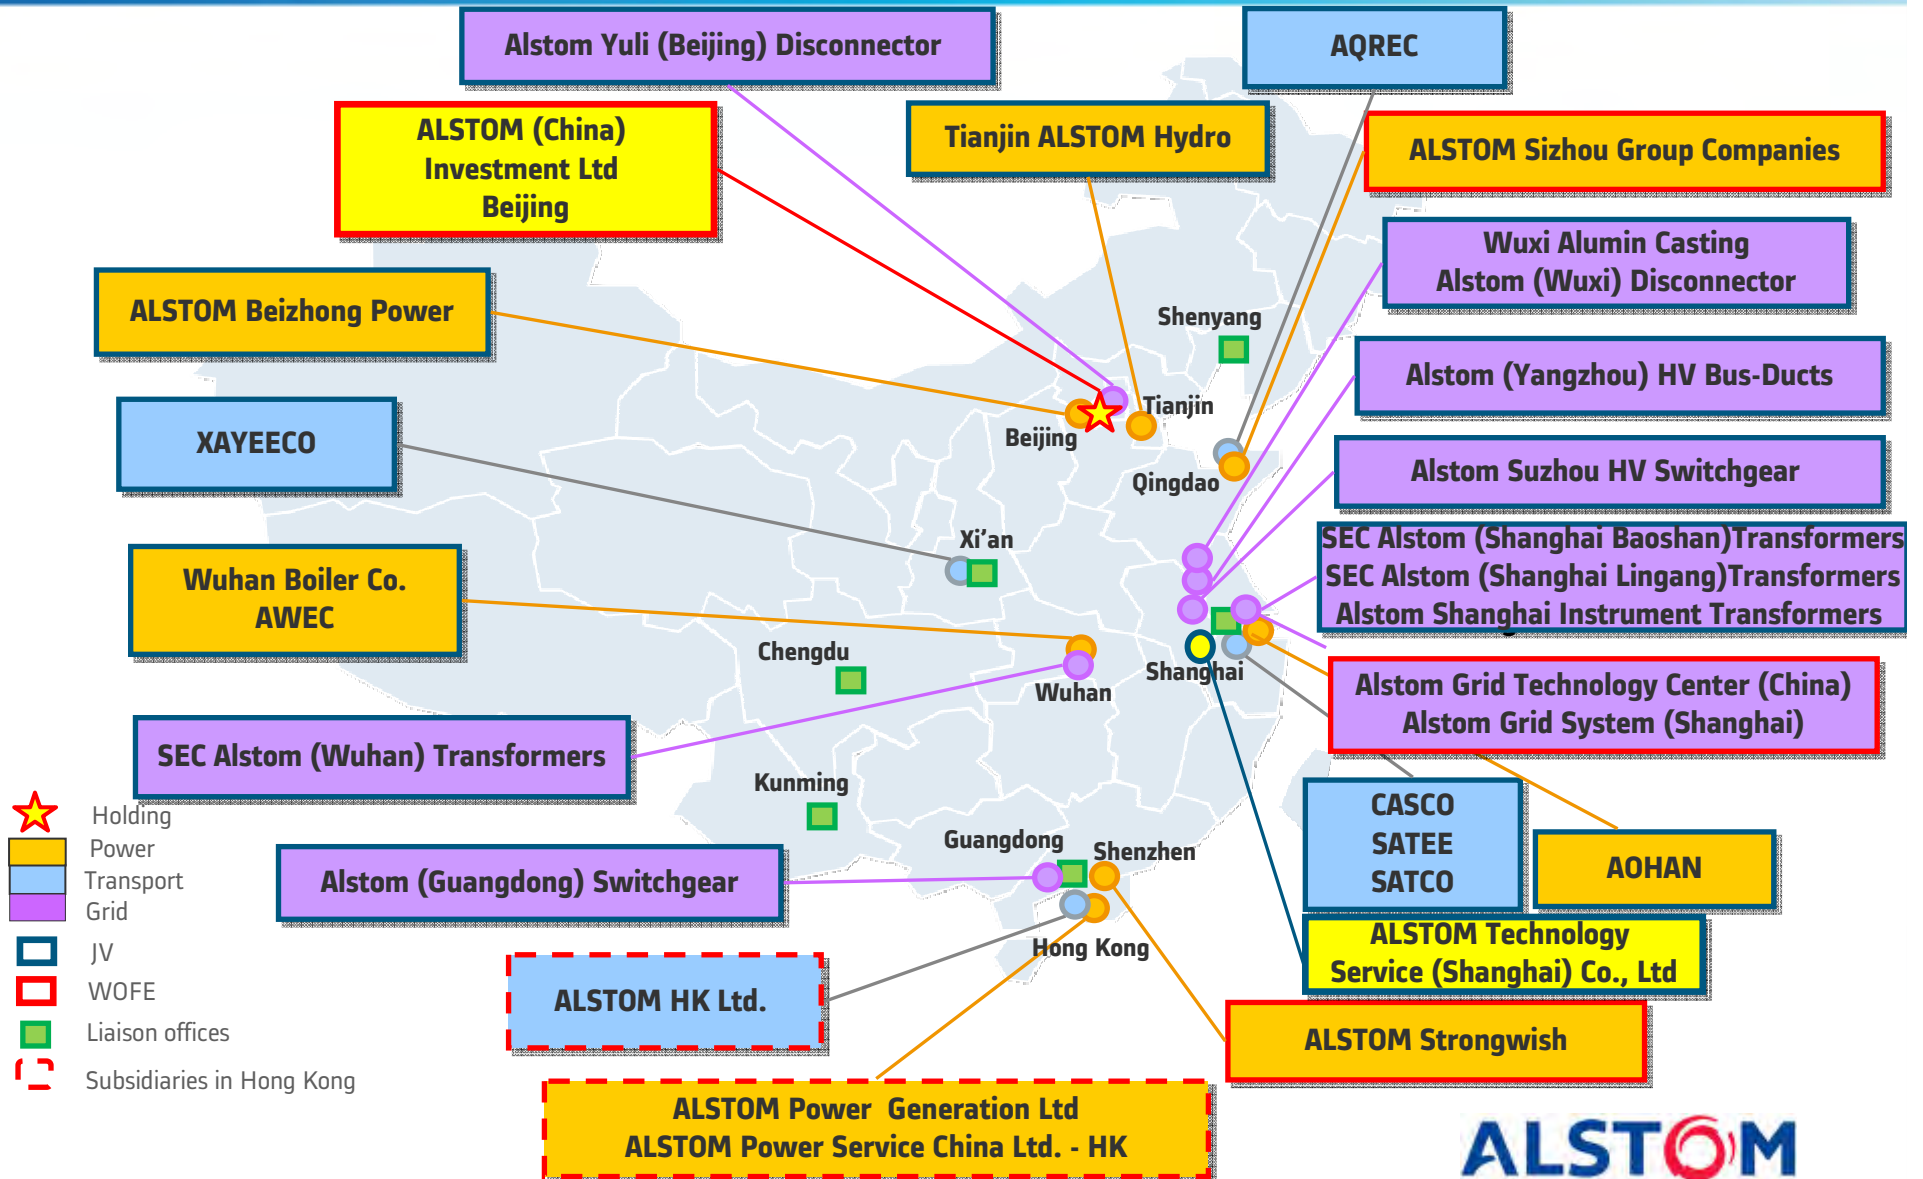 Alstom Yuli (Beijing) Disconnector
AQREC
ALSTOM (China)
Investment Ltd
Beijing
Tianjin ALSTOM Hydro
ALSTOM Sizhou Group Companies
Wuxi Alumin Casting
Alstom (Wuxi) Disconnector
ALSTOM Beizhong Power
Shenyang
Alstom (Yangzhou) HV Bus-Ducts
Tianjin
Beijing
XAYEECO
Alstom Suzhou HV Switchgear
Qingdao
Xi'an
SEC Alstom (Shanghai Baoshan)Transformers
SEC Alstom (Shanghai Lingang)Transformers
Alstom Shanghai Instrument Transformers
Wuhan Boiler Co.
AWEC
Chengdu
Wuhan
Shanghai
Alstom Grid Technology Center (China)
Alstom Grid System (Shanghai)
SEC Alstom (Wuhan) Transformers
Kunming
CASCO
SATEE
SATCO
AOHAN
Guangdong
Shenzhen
Alstom (Guangdong) Switchgear
Hong Kong
ALSTOM Technology
Service (Shanghai) Co., Ltd
ALSTOM HK Ltd.
ALSTOM Strongwish
ALSTOM Power Generation Ltd
ALSTOM Power Service China Ltd. - HK
Holding
Power
Transport
Grid
JV
WOFE
Liaison offices
Subsidiaries in Hong Kong
ALSTOM